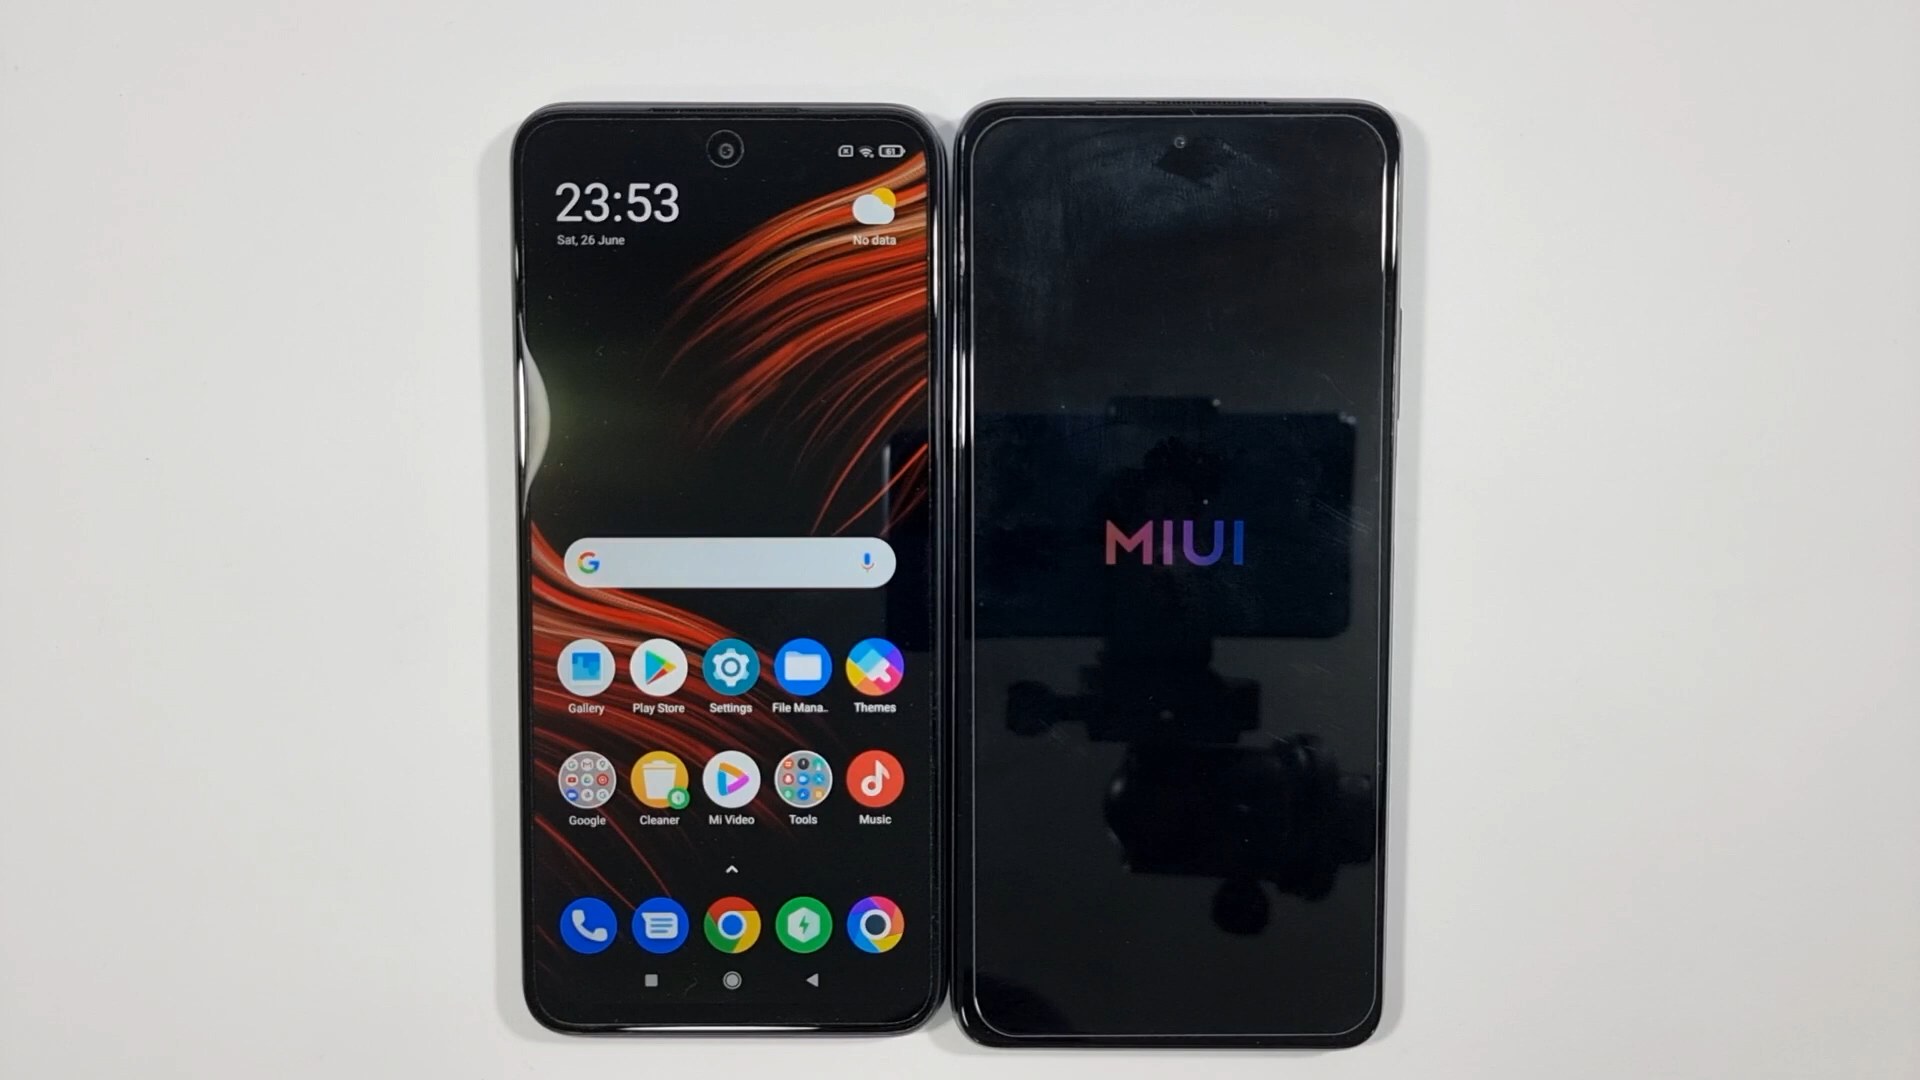 61
23:53
Sat, 26 June
No data
MIUI
Gallery
Play Store
Settings
File Mana..
Themes
Google
Cleaner
Mi Video
Tools
Music